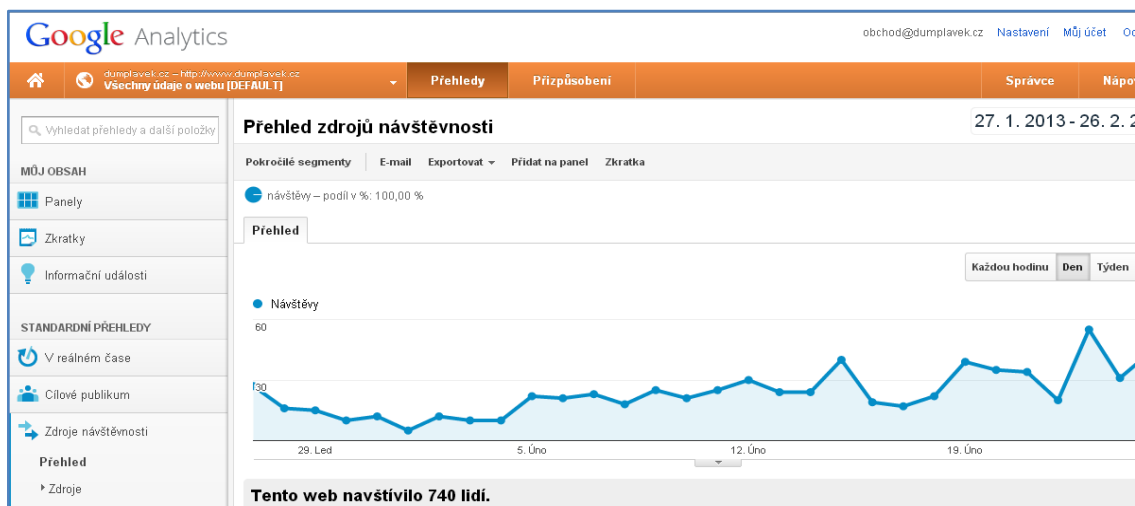 Google Analytics
obchod@dumplavek.cz Nastavení Můj účet
dumplavek.cz – http://www.dumplavek.cz
Všechny údaje o webu [DEFAULT]
Přehledy Přizpůsobení Správce
Vyhledat přehledy a další položky
MŮJ OBSAH
Panely
Zkratky
Informační události
STANDARDNÍ PŘEHLEDY
V reálném čase
Cílové publikum
Zdroje návštěvnosti
Přehled
Zdroje
Přehled zdrojů návštěvnosti
27. 1. 2013 - 26. 2.
Pokročilé segmenty E-mail Exportovat Přidat na panel Zkratka
návštěvy – podíl v %: 100,00 %
Přehled
Každou hodinu Den Týden
Návštěvy
60
30
29. Led 5. Úno 12. Úno 19. Úno
Tento web navštívilo 740 lidí.